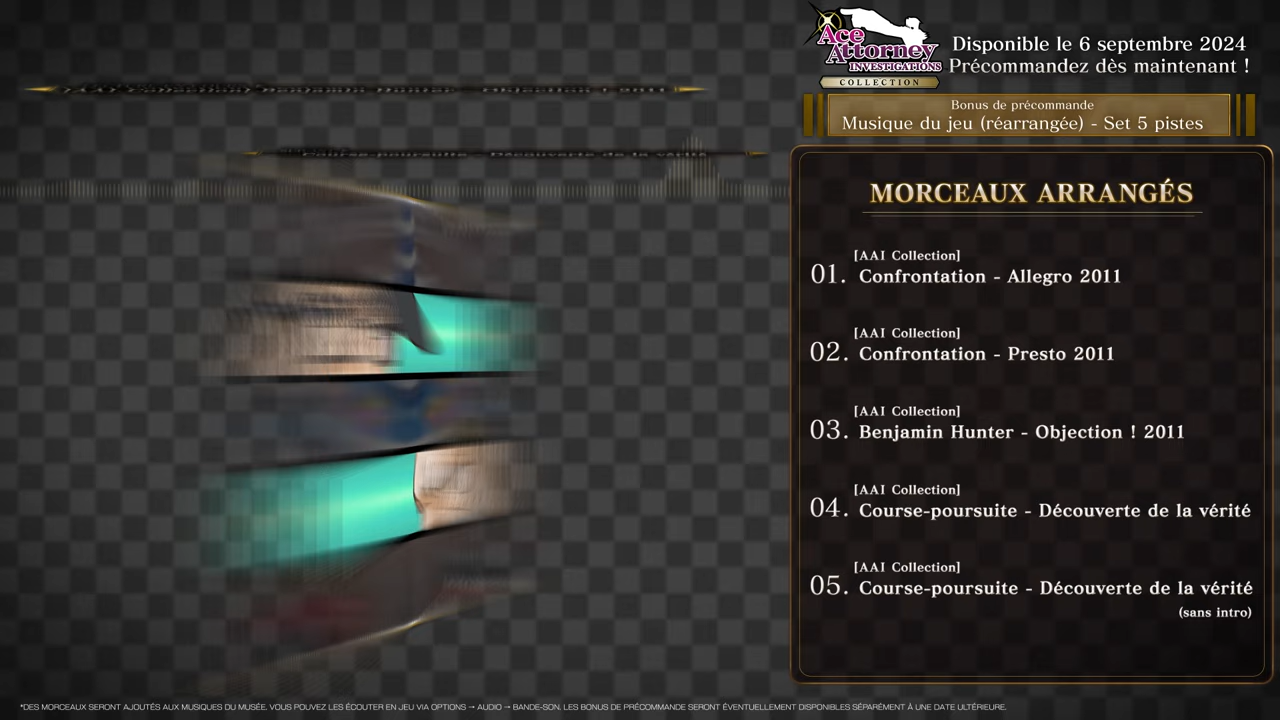 Ace
Attorney
INVESTIGATIONS
COLLECTION
Disponible le 6 septembre 2024
Précommandez dès maintenant !
Bonus de précommande
Musique du jeu (réarrangée) - Set 5 pistes
MORCEAUX ARRANGÉS
[AAI Collection]
01. Confrontation - Allegro 2011
[AAI Collection]
02. Confrontation - Presto 2011
[AAI Collection]
03. Benjamin Hunter - Objection ! 2011
[AAI Collection]
04. Course-poursuite - Découverte de la vérité
[AAI Collection]
05. Course-poursuite - Découverte de la vérité
(sans intro)
*DES MORCEAUX SERONT AJOUTÉS AUX MUSIQUES DU MUSÉE. VOUS POUVEZ LES ÉCOUTER EN JEU VIA OPTIONS → AUDIO → BANDE-SON. LES BONUS DE PRÉCOMMANDE SERONT ÉVENTUELLEMENT DISPONIBLES SÉPARÉMENT À UNE DATE ULTÉRIEURE.